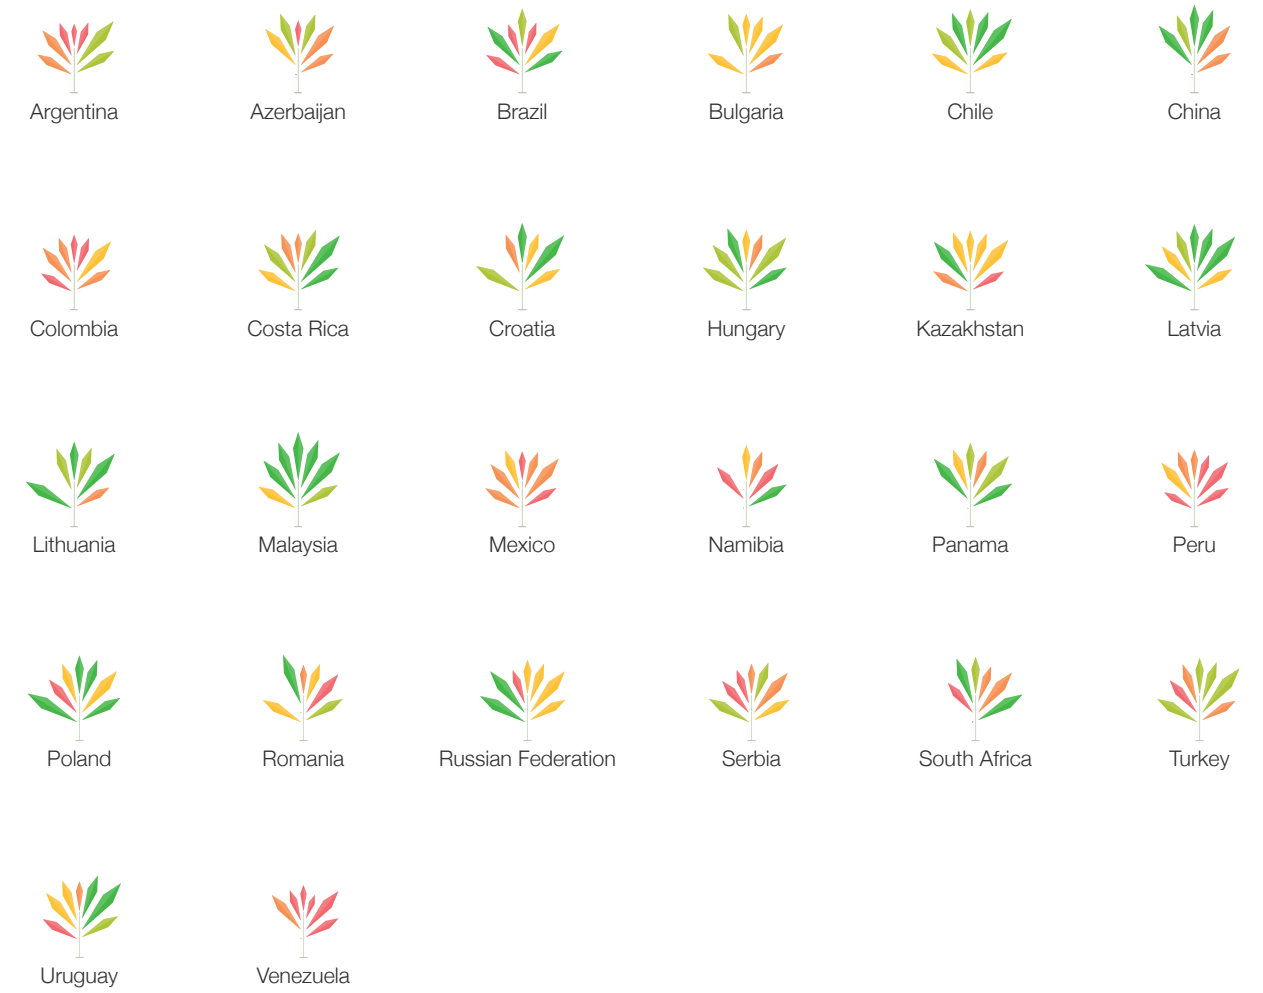 Argentina
Azerbaijan
Brazil
Bulgaria
Chile
China
Colombia
Costa Rica
Croatia
Hungary
Kazakhstan
Latvia
Lithuania
Malaysia
Mexico
Namibia
Panama
Peru
Poland
Romania
Russian Federation
Serbia
South Africa
Turkey
Uruguay
Venezuela